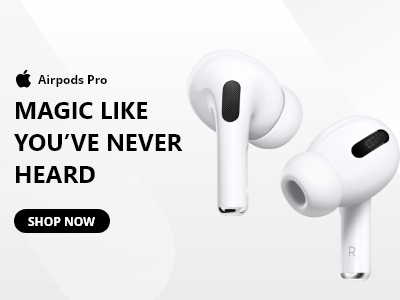 Airpods Pro
MAGIC LIKE
YOU’VE NEVER
HEARD
SHOP NOW
R